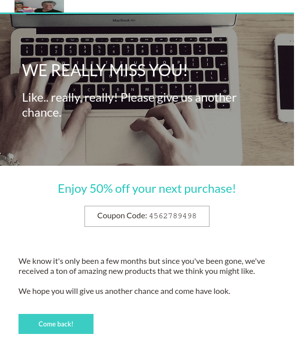 WE REALLY MISS YOU!
Like.. really, really! Please give us another
chance.
Enjoy 50% off your next purchase!
Coupon Code: 4562789498
We know it's only been a few months but since you've been gone, we've
received a ton of amazing new products that we think you might like.
We hope you will give us another chance and come have look.
Come back!